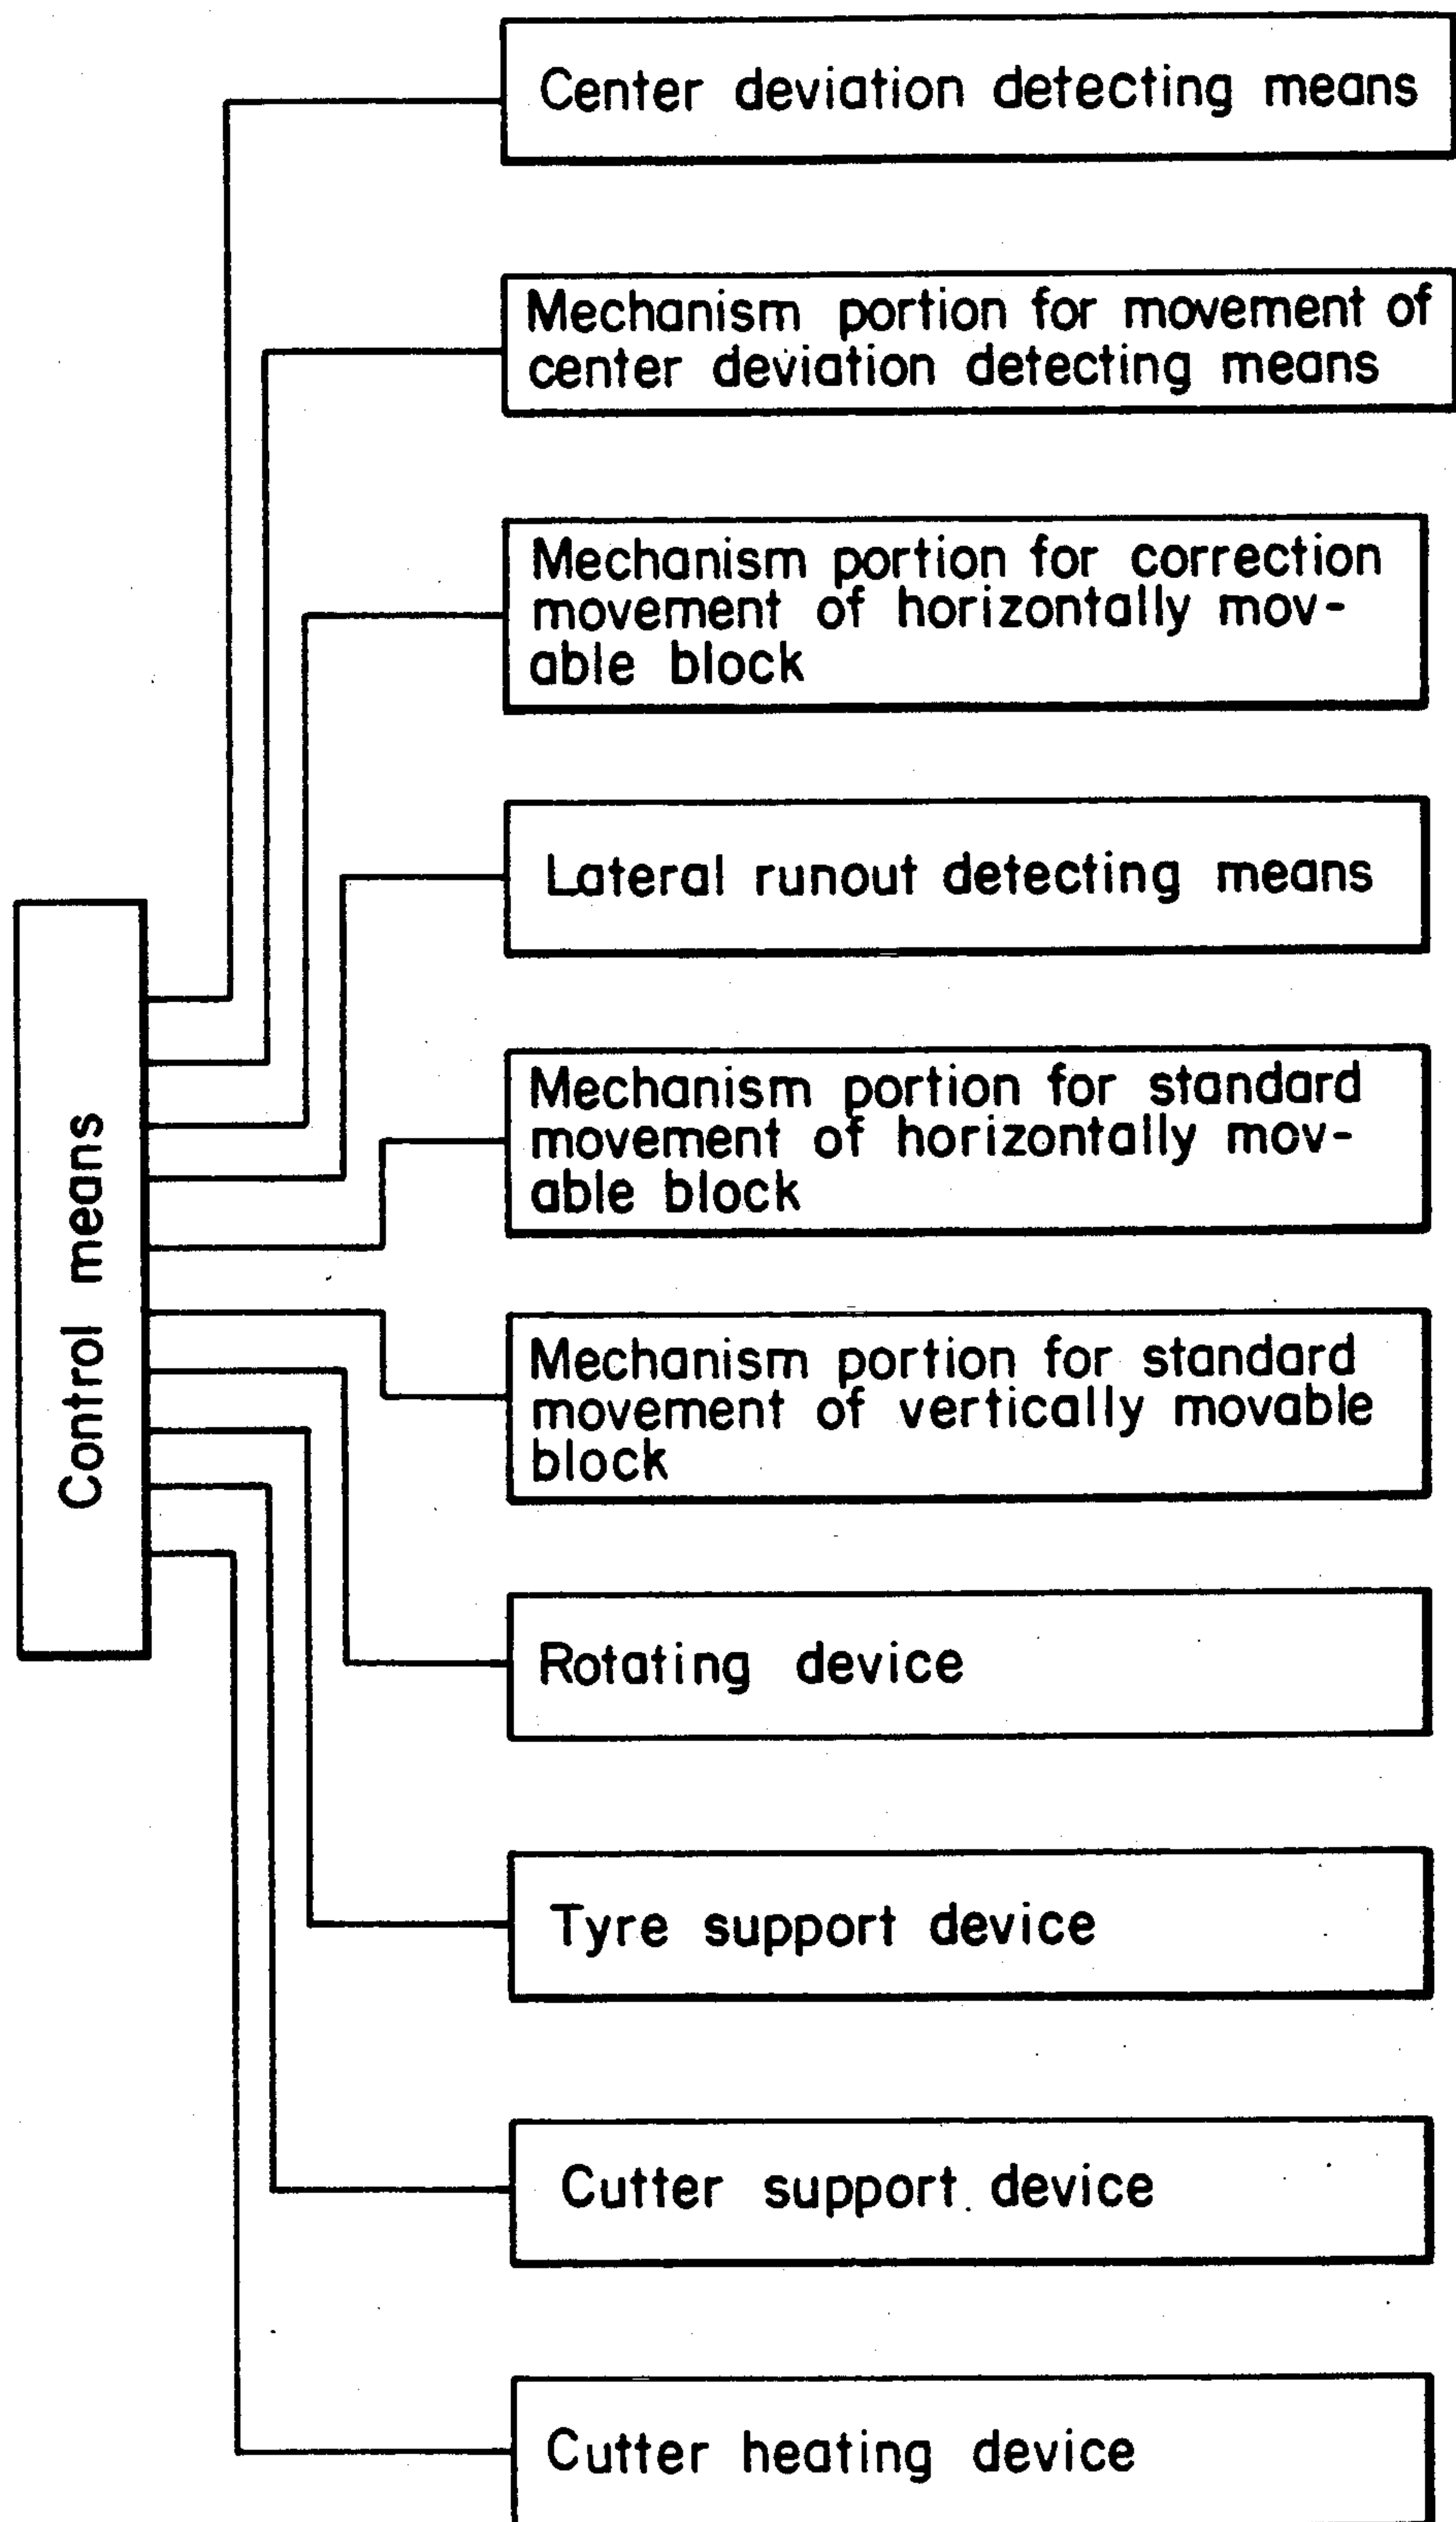 Center deviation detecting means
Mechanism portion for movement of
center deviation detecting means
Mechanism portion for correction
movement of horizontally mov-
able block
Lateral runout detecting means
Control means
Mechanism portion for standard
movement of horizontally mov-
able block
Mechanism portion for standard
movement of vertically movable
block
Rotating device
Tyre support device
Cutter support device
Cutter heating device